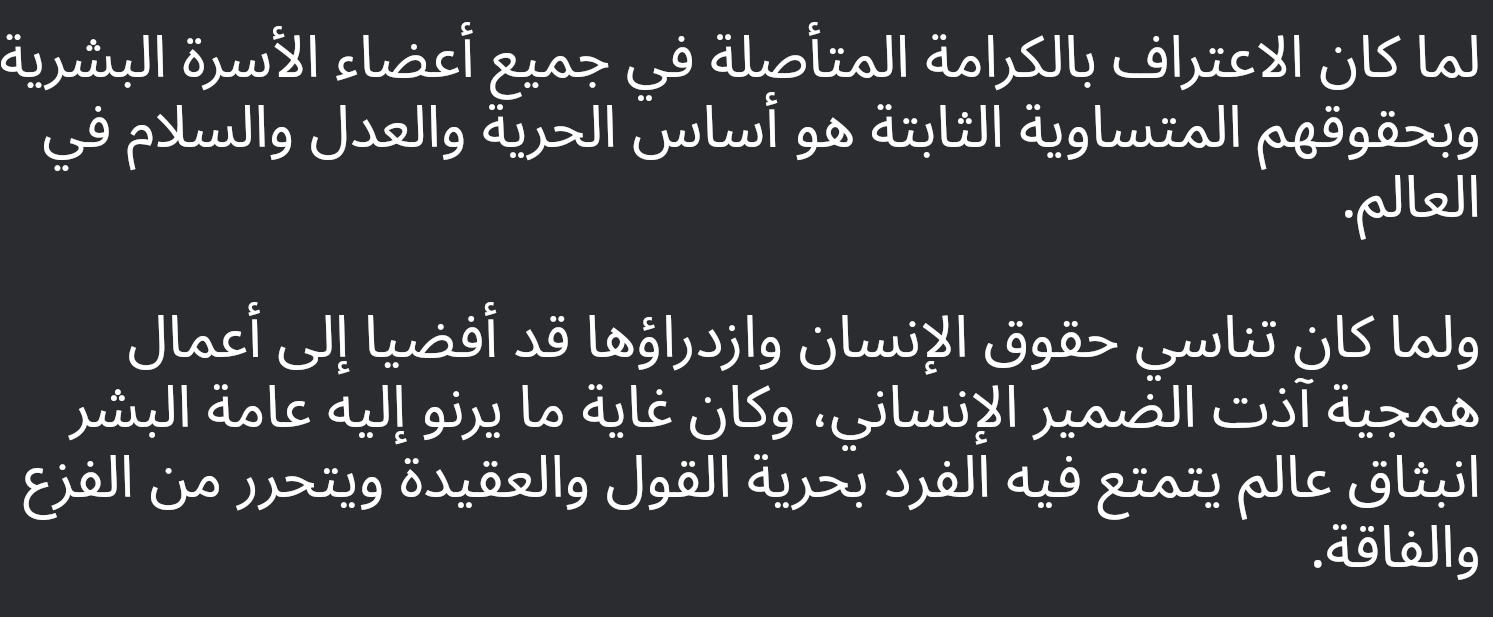 لما كان الاعتراف بالكرامة المتأصلة في جميع أعضاء الأسرة البشرية
وبحقوقهم المتساوية الثابتة هو أساس الحرية والعدل والسلام في
العالم.
ولما كان تناسي حقوق الإنسان وازدراؤها قد أفضيا إلى أعمال
همجية آذت الضمير الإنساني، وكان غاية ما يرنو إليه عامة البشر
انبثاق عالم يتمتع فيه الفرد بحرية القول والعقيدة ويتحرر من الفزع
والفاقة.